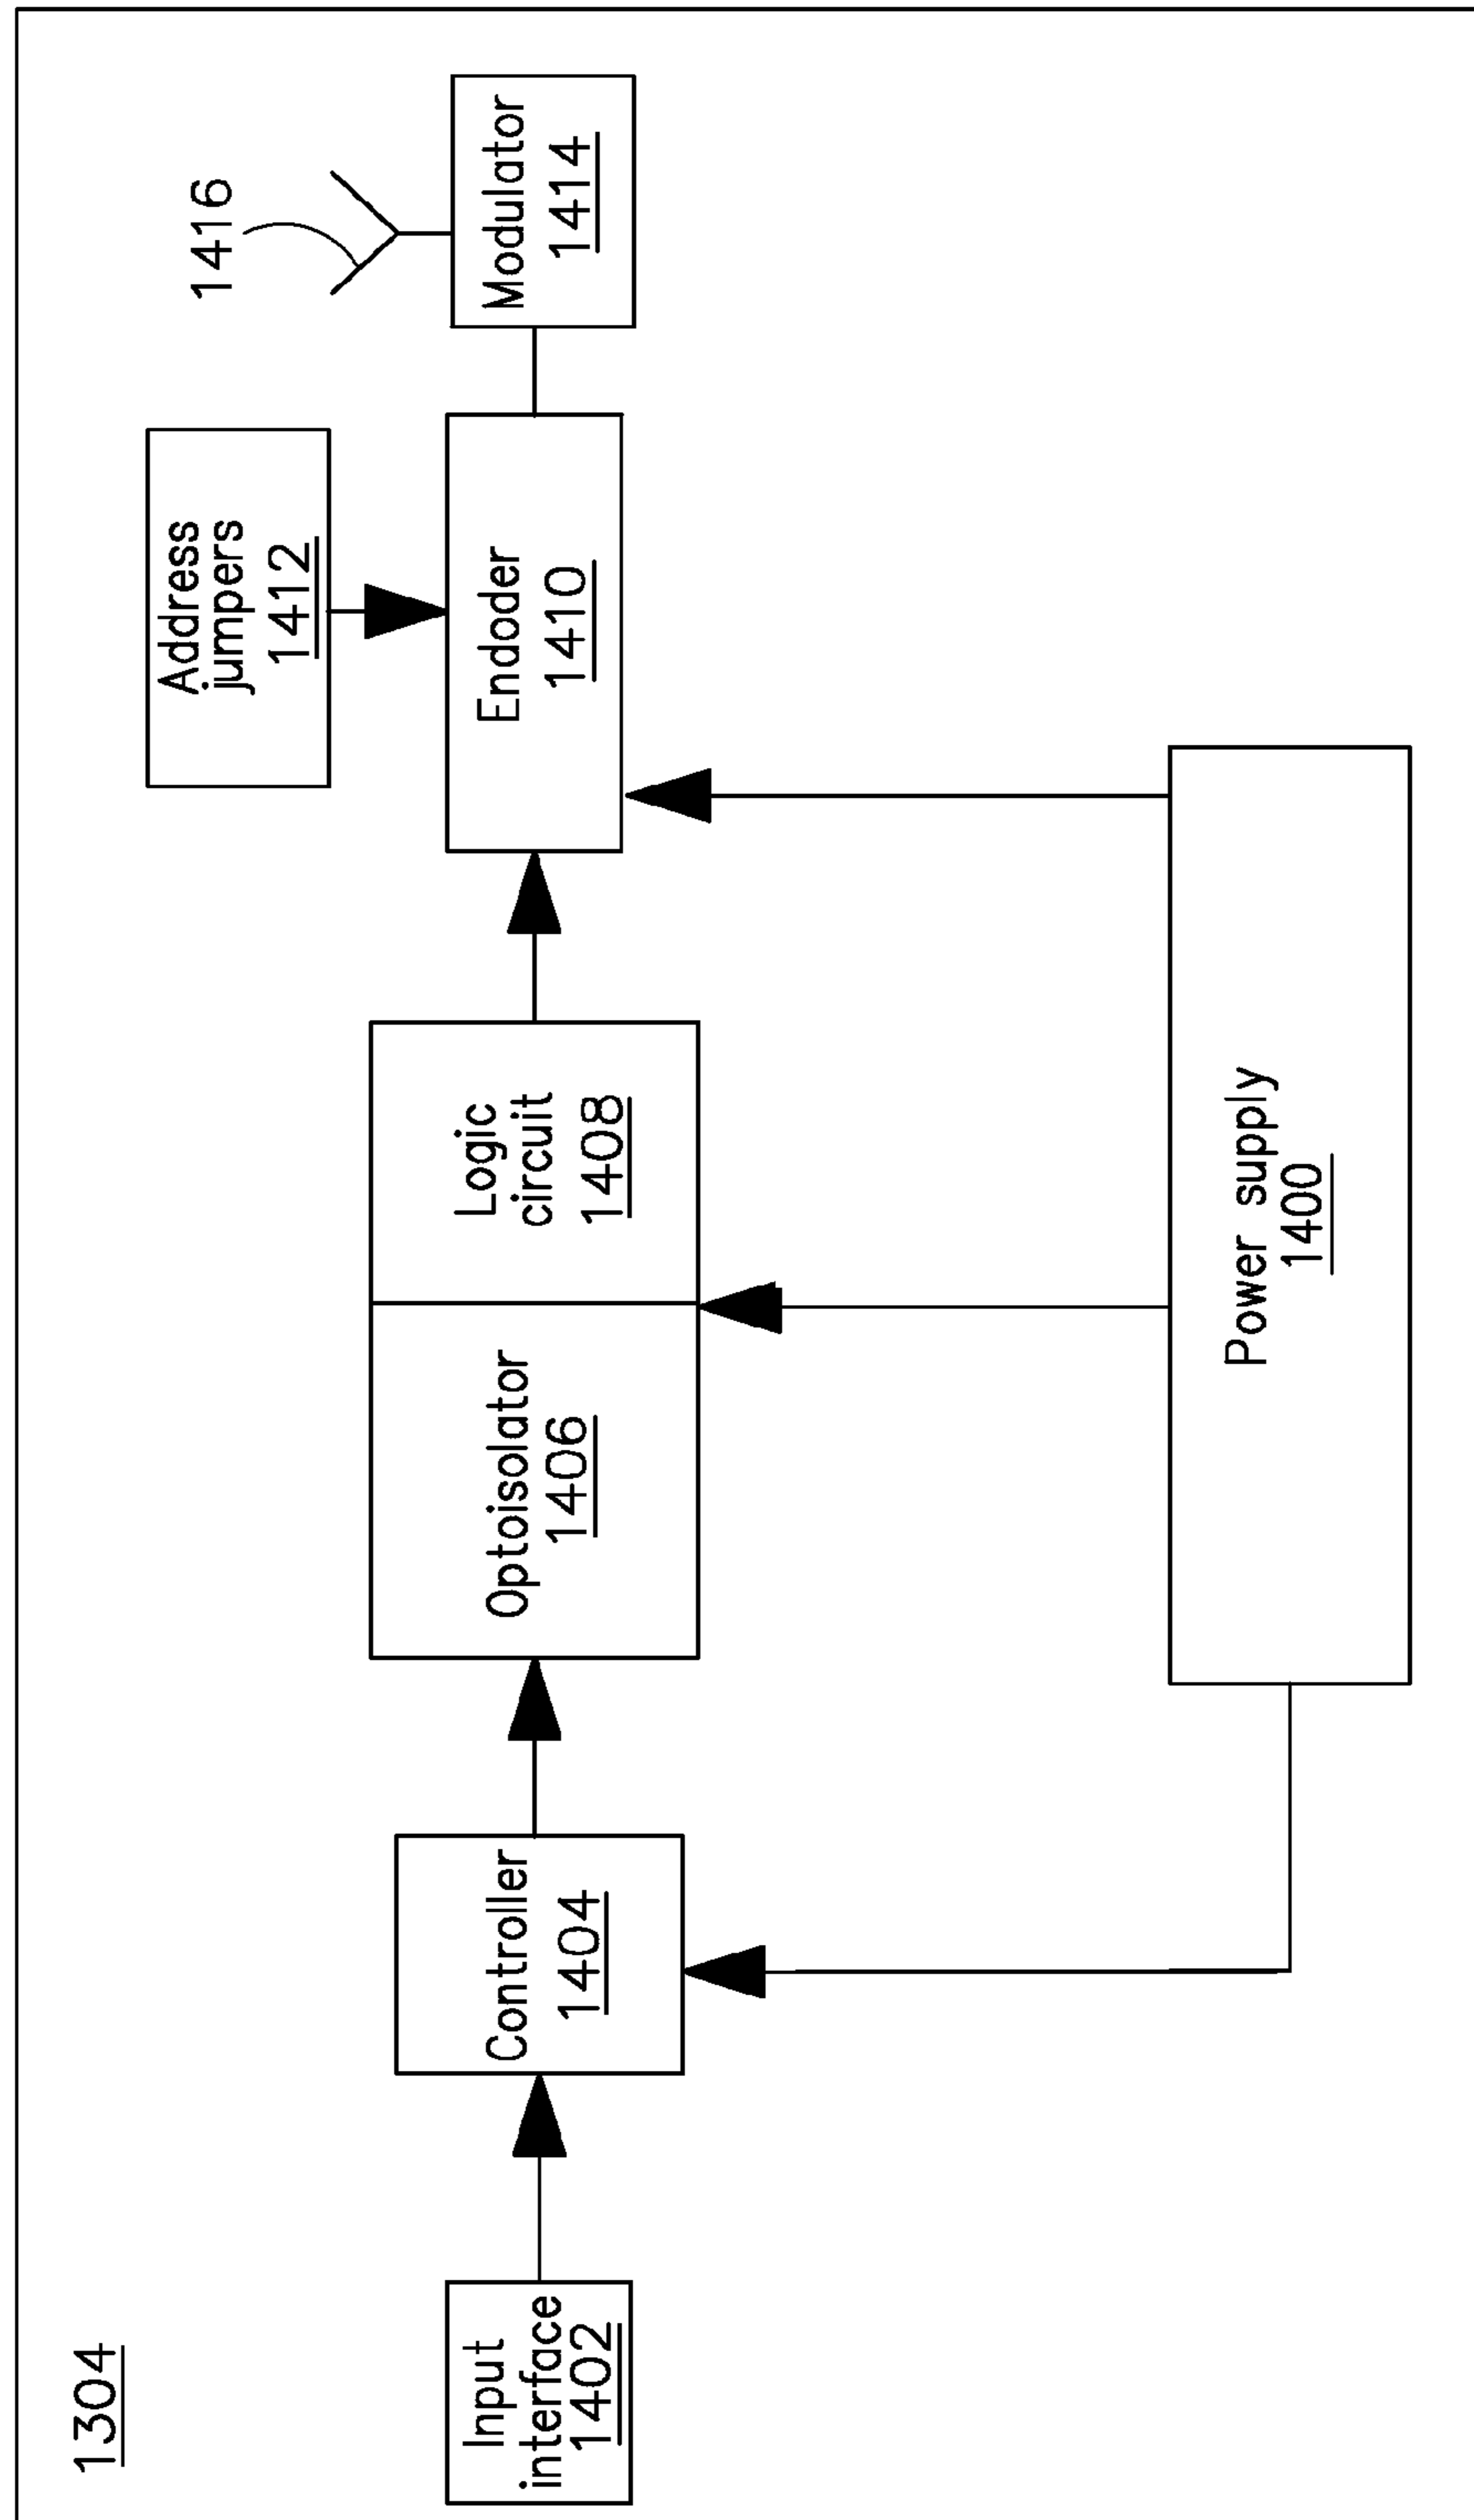 1304
Input
interface
1402
Controller
1404
Optoisolator
1406
Logic
circuit
1408
Address
jumpers
1412
Endoder
1410
1416
Modulator
1414
Power supply
1400